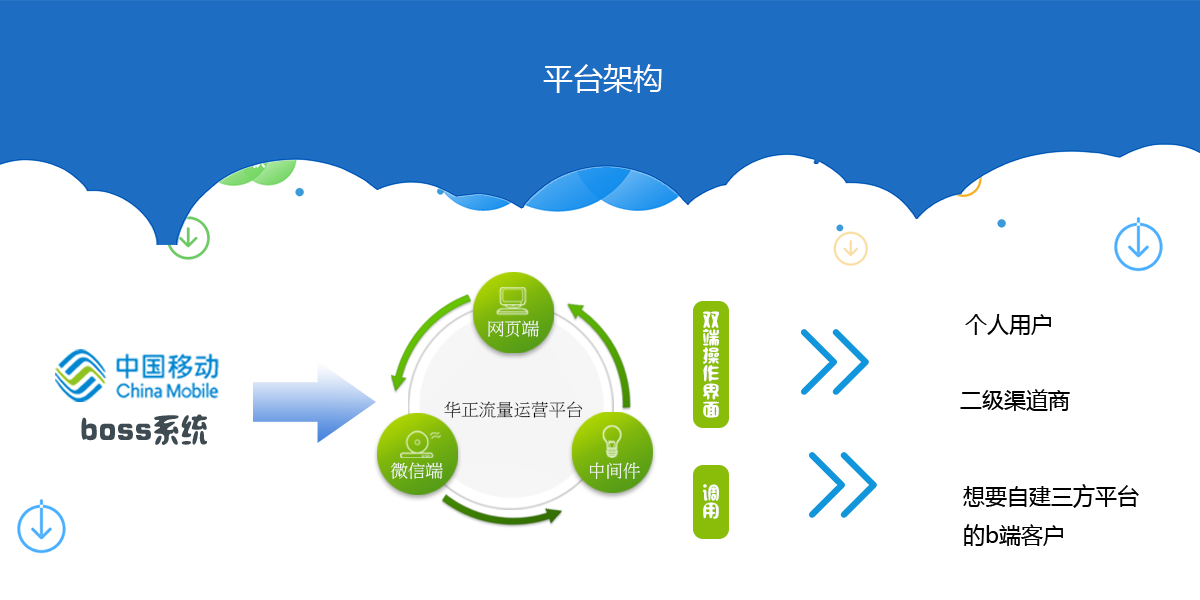 平台架构
中国移动
China Mobile
boss系统
网页端
华正流量运营平台
微信端
中间件
双端操作界面
调用
个人用户
二级渠道商
想要自建三方平台
的b端客户